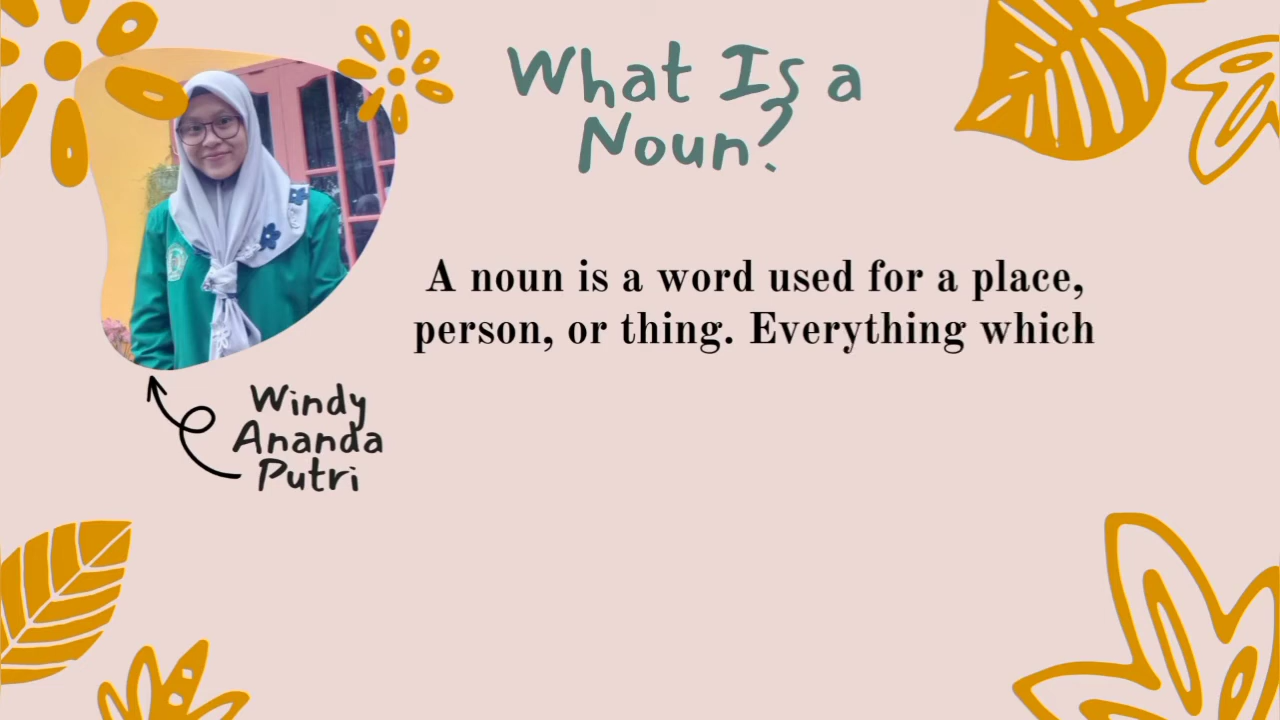 What Is a
Noun?
A noun is a word used for a place,
person, or thing. Everything which
Windy
Ananda
Putri